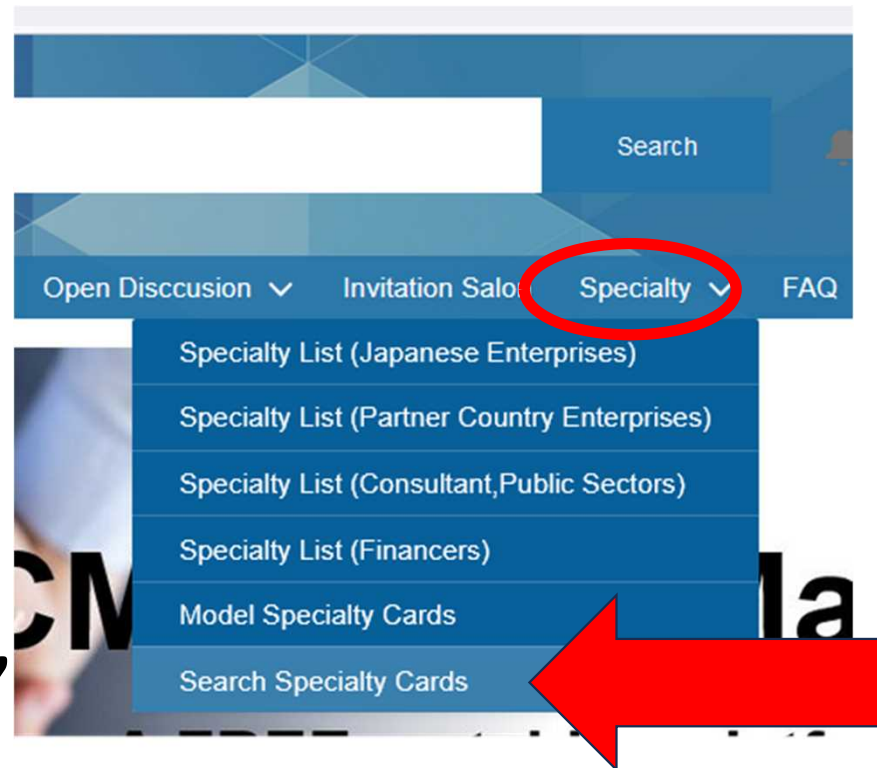 Search
Open Disccusion Invitation Salo Specialty FAQ
Specialty List (Japanese Enterprises)
Specialty List (Partner Country Enterprises)
Specialty List (Consultant,Public Sectors)
Specialty List (Financers)
Model Specialty Cards
Search Specialty Cards